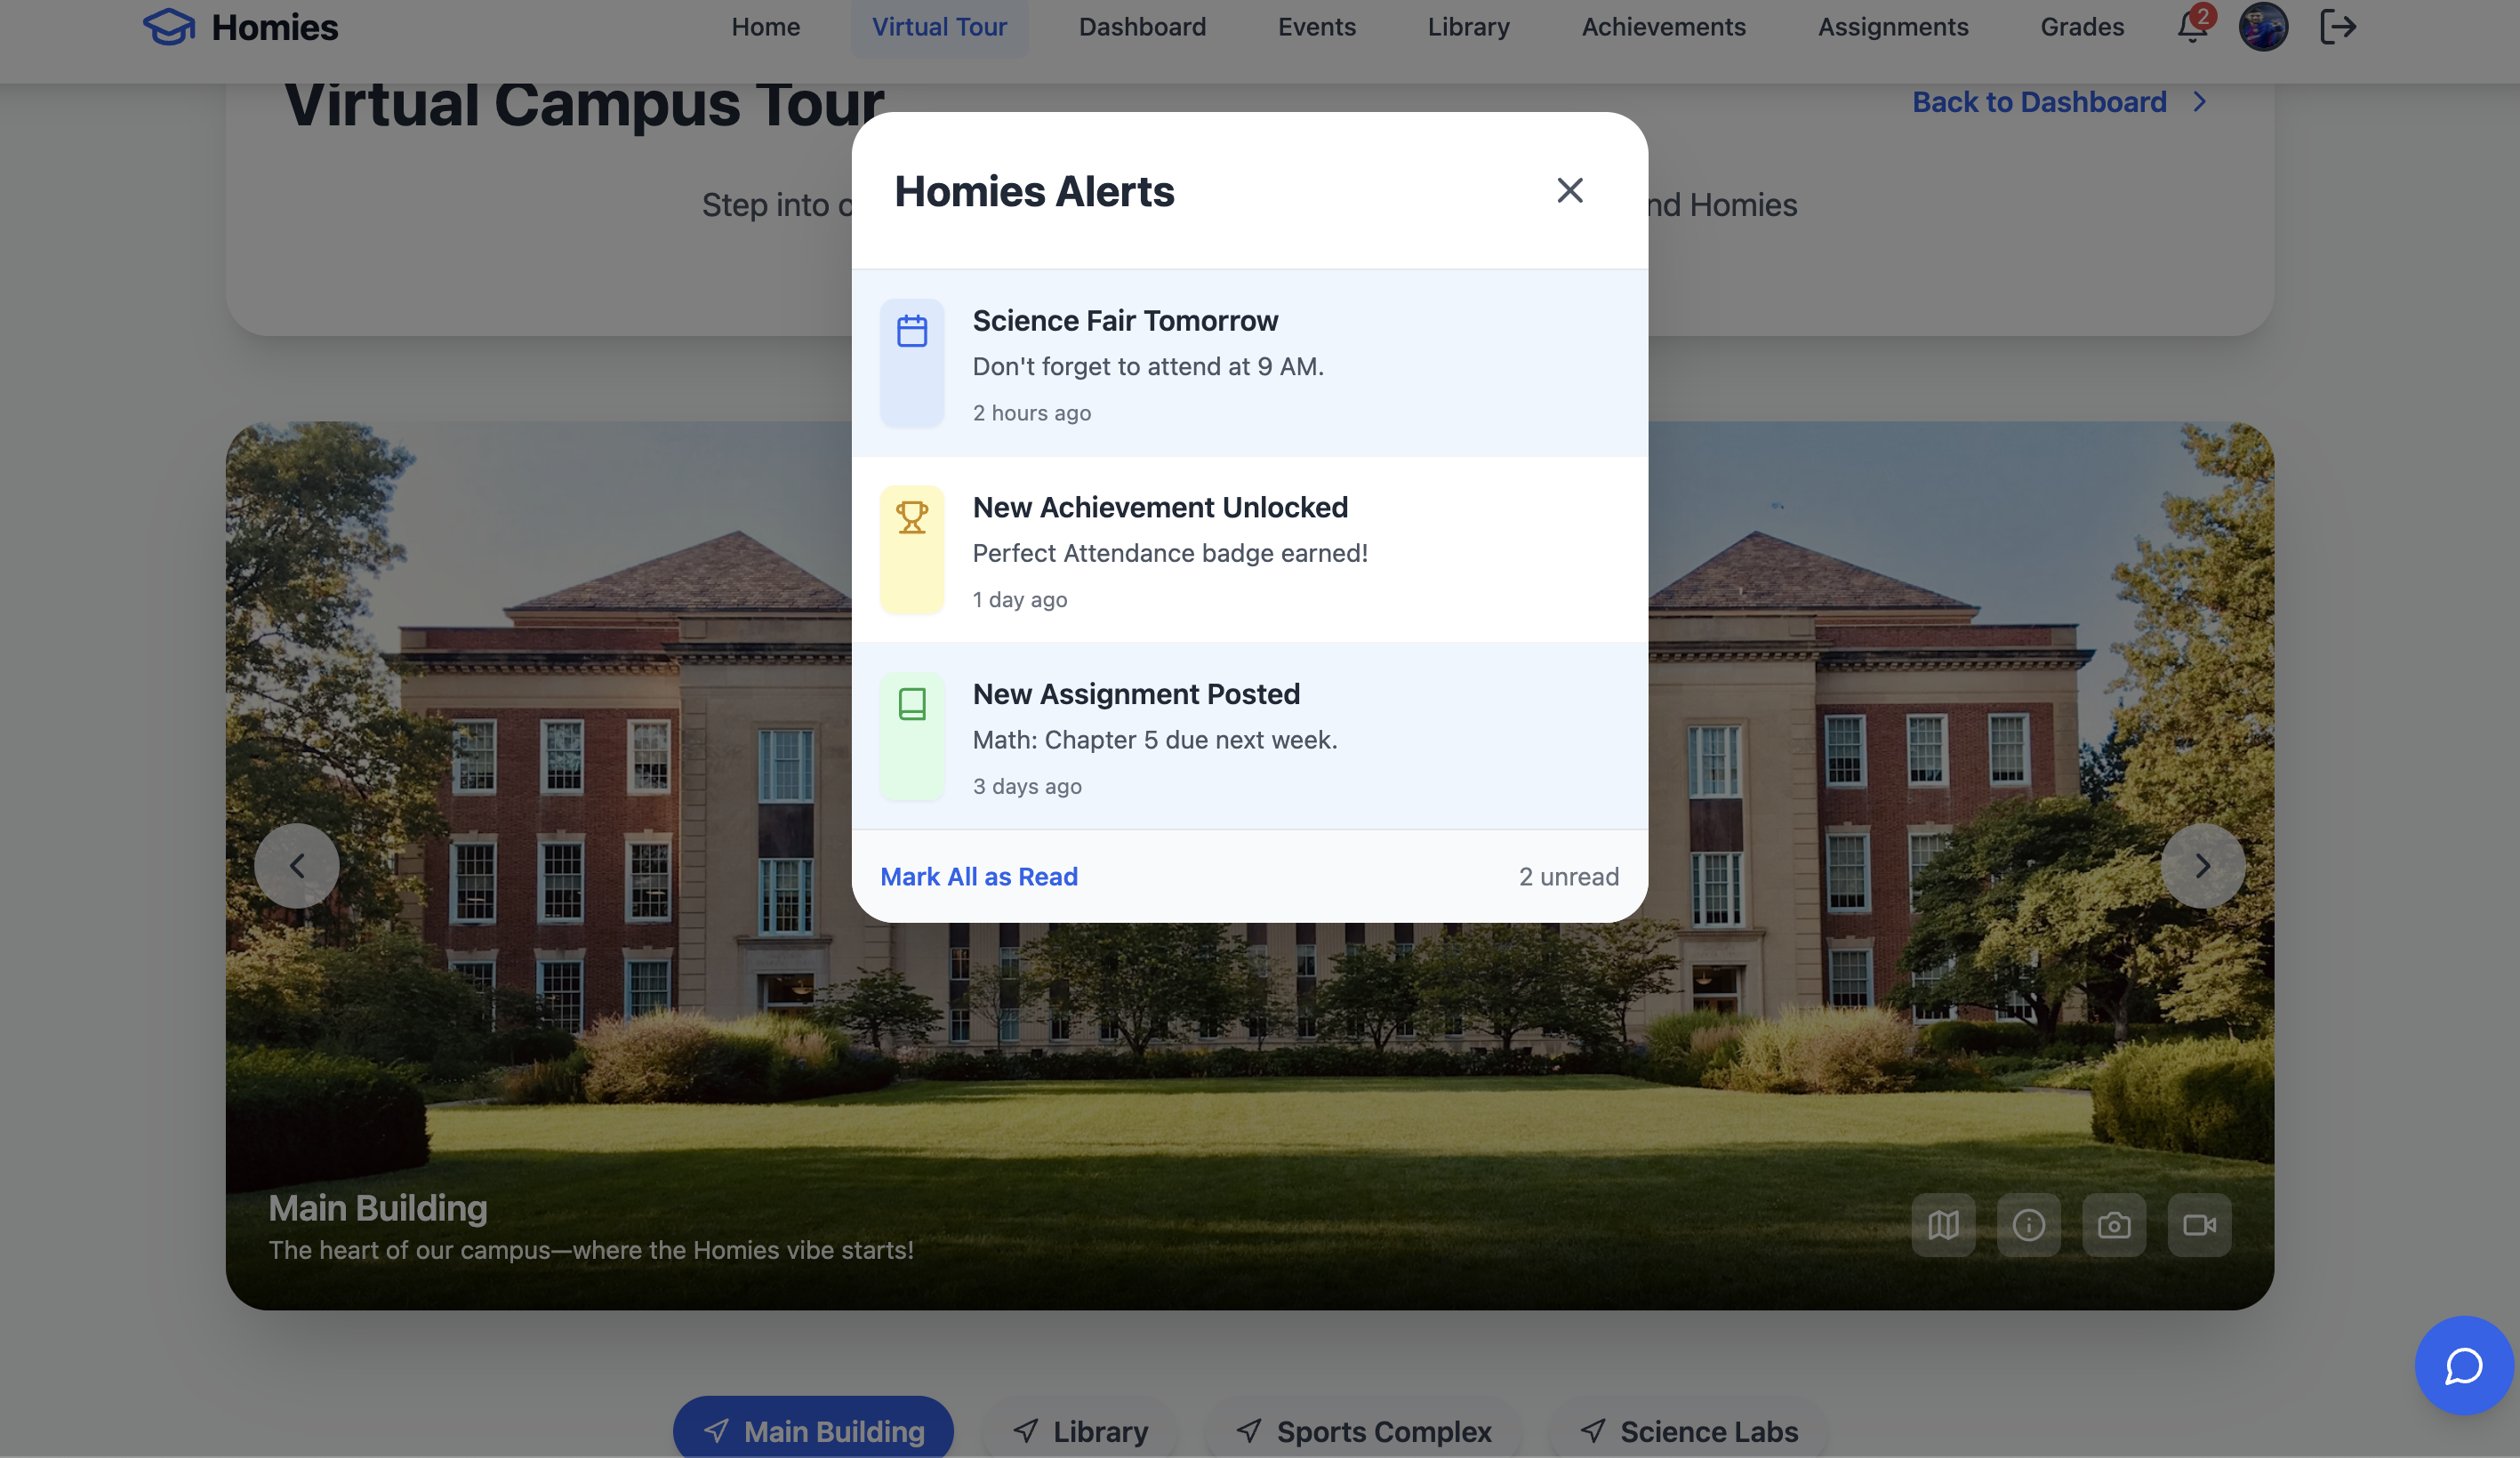 Homies
Home
Virtual Tour
Dashboard
Events
Library
Achievements
Assignments
Grades
2
Virtual Campus Tour
Back to Dashboard
Step into
nd Homies
Homies Alerts
Science Fair Tomorrow
Don't forget to attend at 9 AM.
2 hours ago
New Achievement Unlocked
Perfect Attendance badge earned!
1 day ago
New Assignment Posted
Math: Chapter 5 due next week.
3 days ago
Mark All as Read
2 unread
Main Building
The heart of our campus—where the Homies vibe starts!
Main Building
Library
Sports Complex
Science Labs